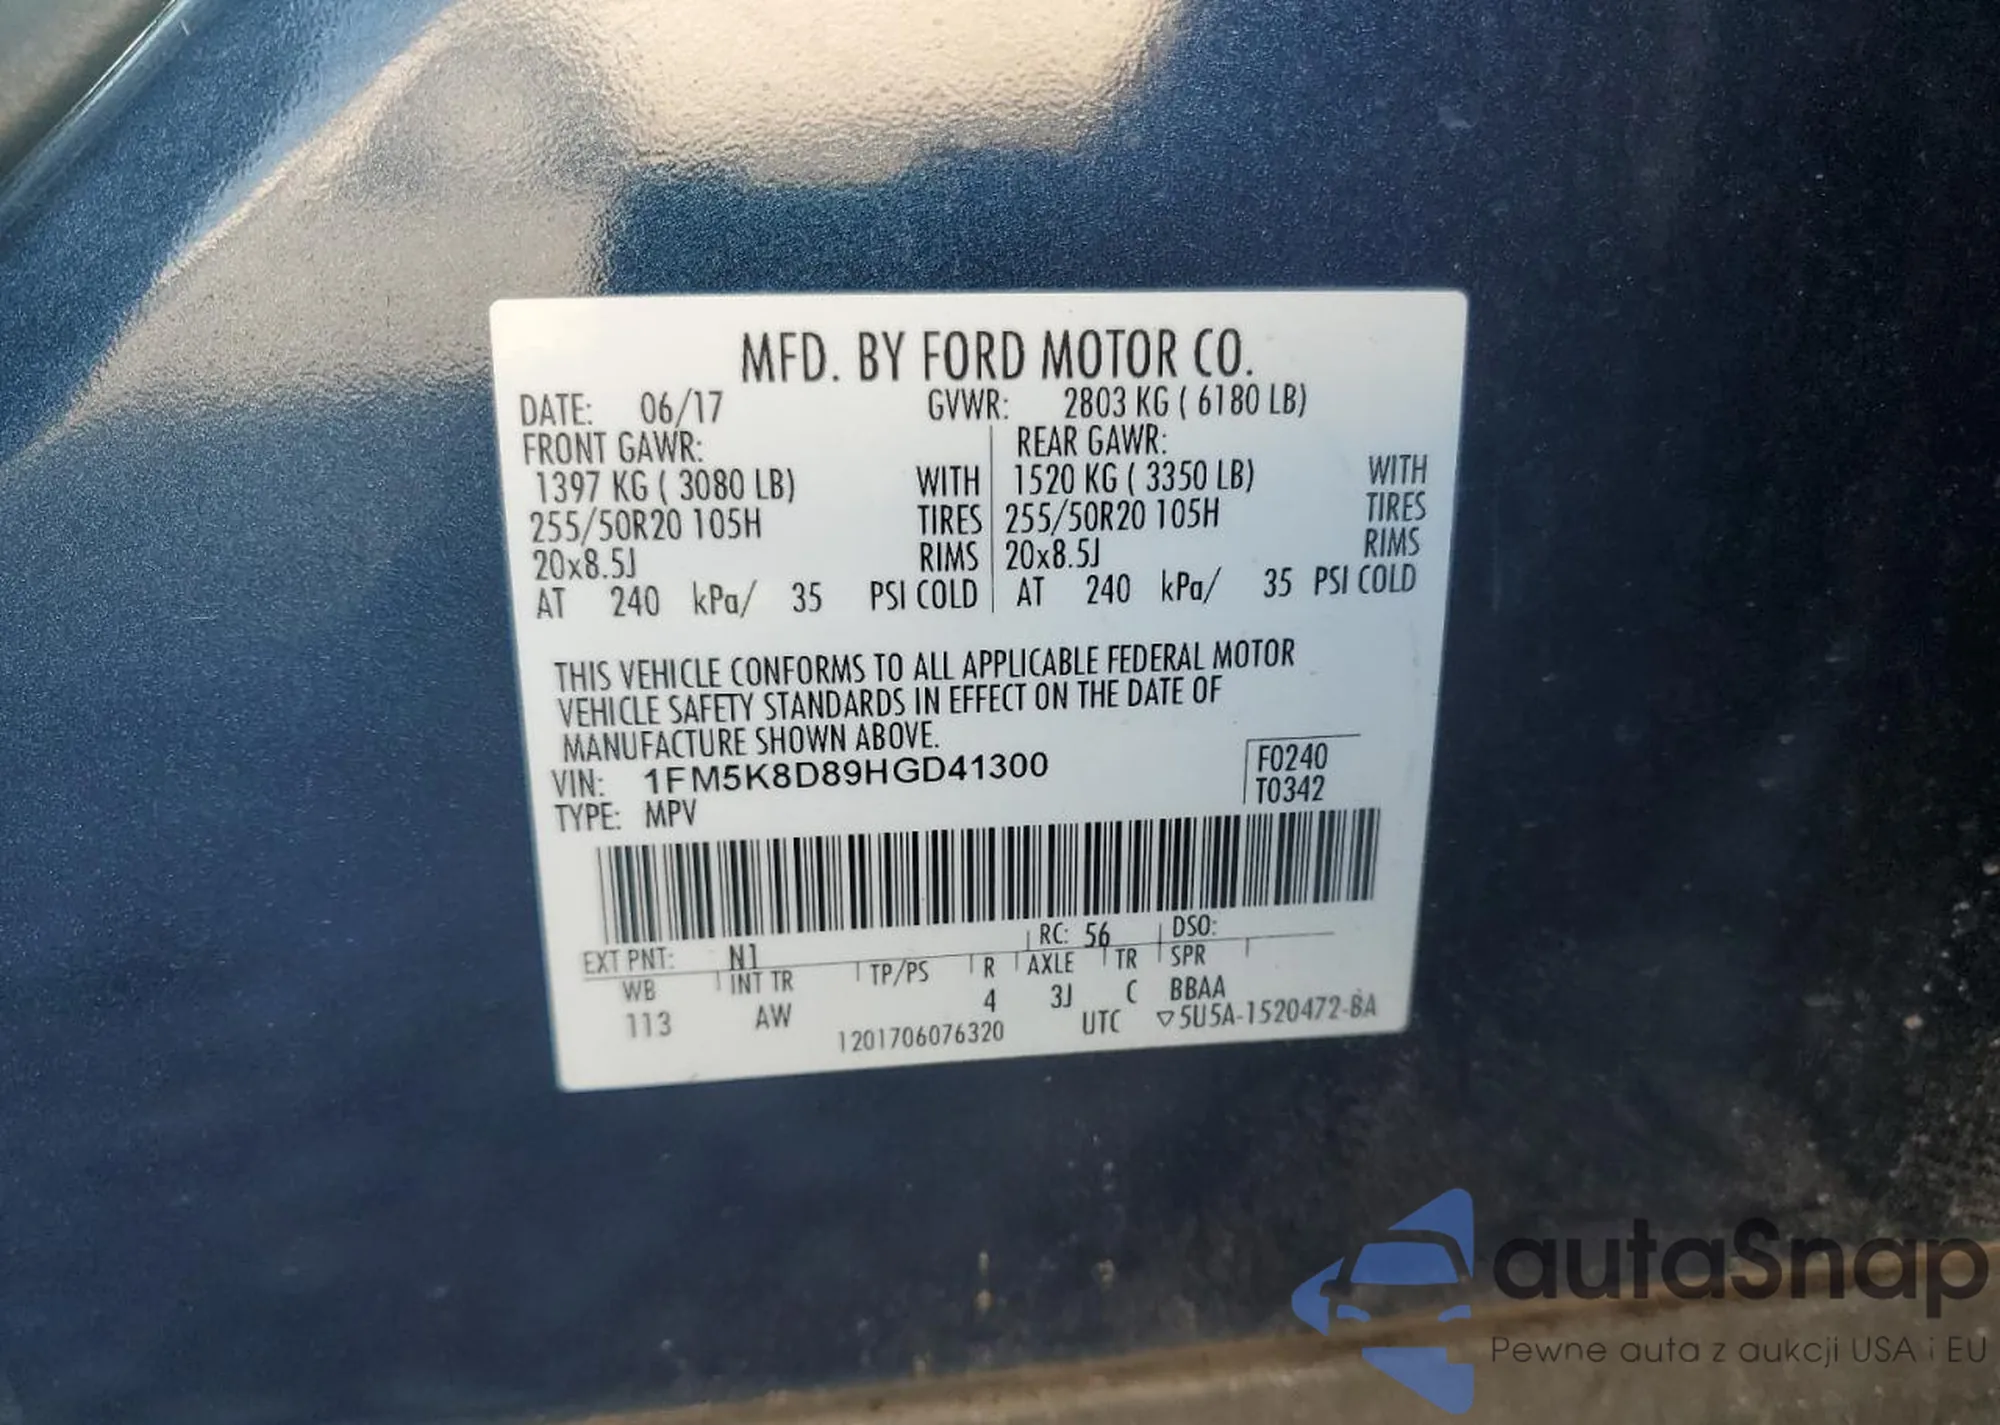 MFD. BY FORD MOTOR CO.
DATE: 06/17 GVWR: 2803 KG ( 6180 LB)
FRONT GAWR: REAR GAWR:
1397 KG ( 3080 LB) WITH 1520 KG ( 3350 LB) WITH
255/50R20 105H TIRES 255/50R20 105H TIRES
20x8.5J RIMS 20x8.5J RIMS
AT 240 kPa/ 35 PSI COLD AT 240 kPa/ 35 PSI COLD
THIS VEHICLE CONFORMS TO ALL APPLICABLE FEDERAL MOTOR
VEHICLE SAFETY STANDARDS IN EFFECT ON THE DATE OF
MANUFACTURE SHOWN ABOVE.
VIN: 1FM5K8D89HGD41300 F0240
TYPE: MPV T0342
EXT PNT: N1 RC: 56 DSO:
WB INT TR TP/PS R AXLE TR SPR
113 AW 4 3J C BBAA
1201706076320 UTC ▽5U5A-1520472-BA
autaSnap
Pewne auta z aukcji USA i EU